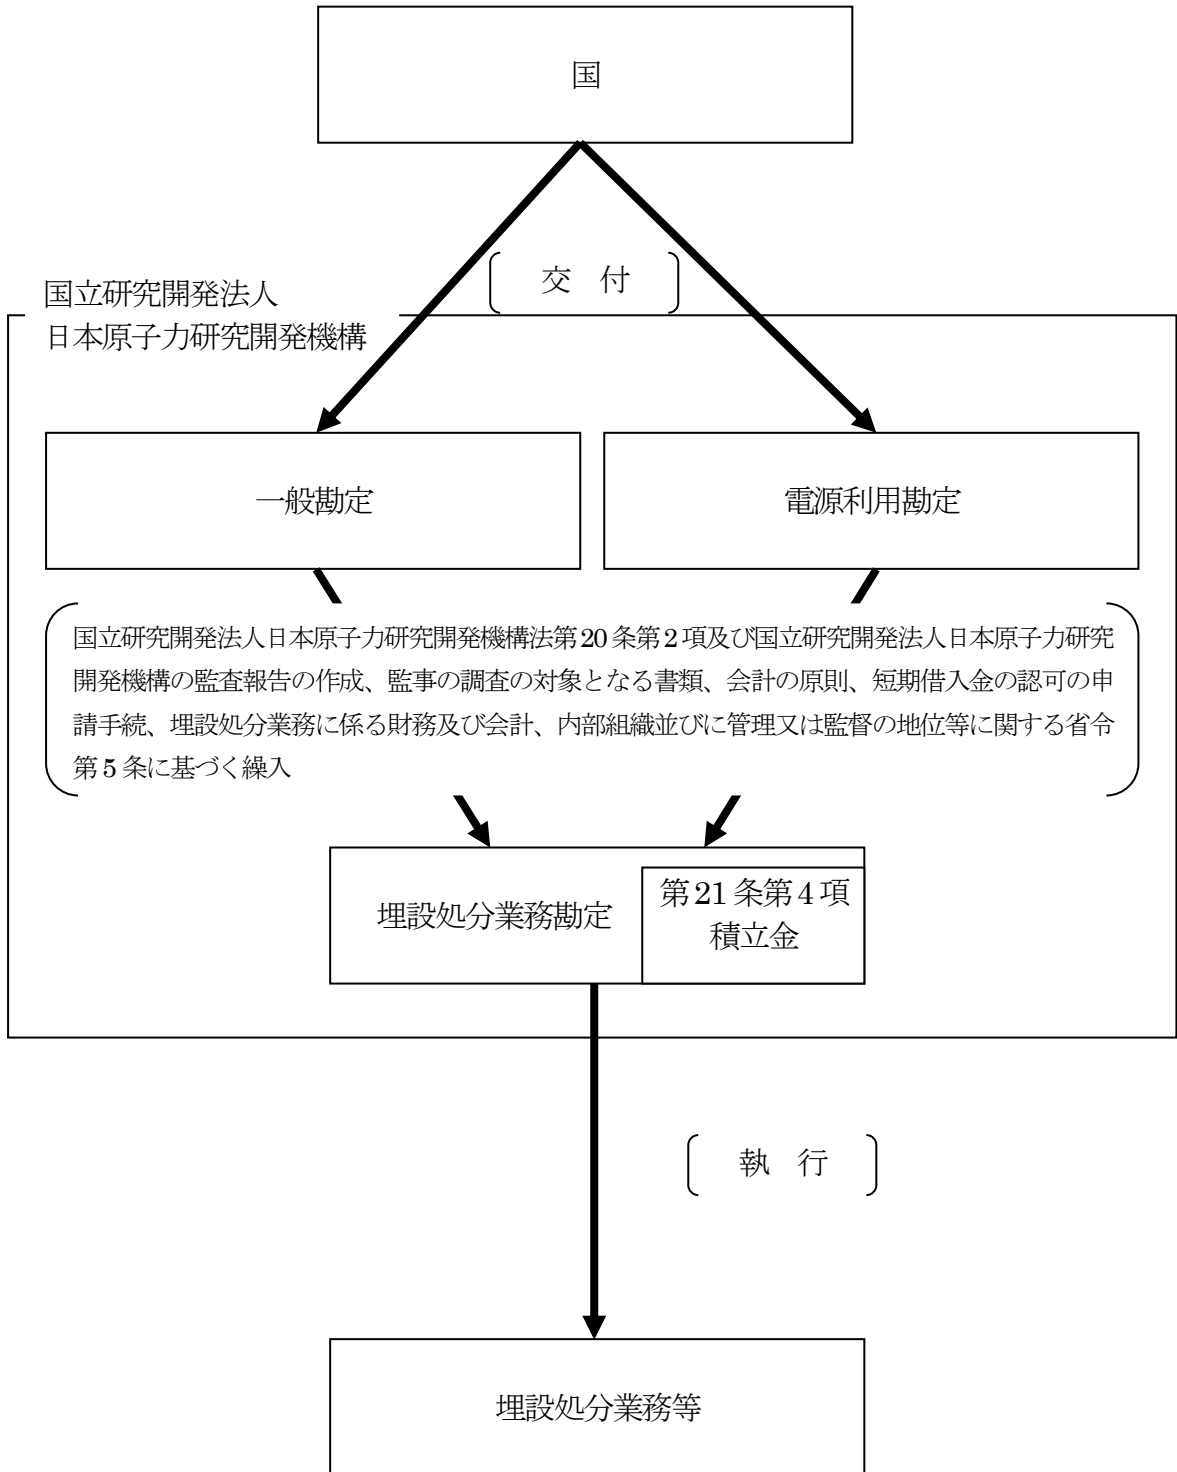 国
交　付
国立研究開発法人
日本原子力研究開発機構
一般勘定
電源利用勘定
国立研究開発法人日本原子力研究開発機構法第20条第2項及び国立研究開発法人日本原子力研究
開発機構の監査報告の作成、監事の調査の対象となる書類、会計の原則、短期借入金の認可の申
請手続、埋設処分業務に係る財務及び会計、内部組織並びに管理又は監督の地位等に関する省令
第5条に基づく繰入
埋設処分業務勘定
第21条第4項
積立金
執　行
埋設処分業務等